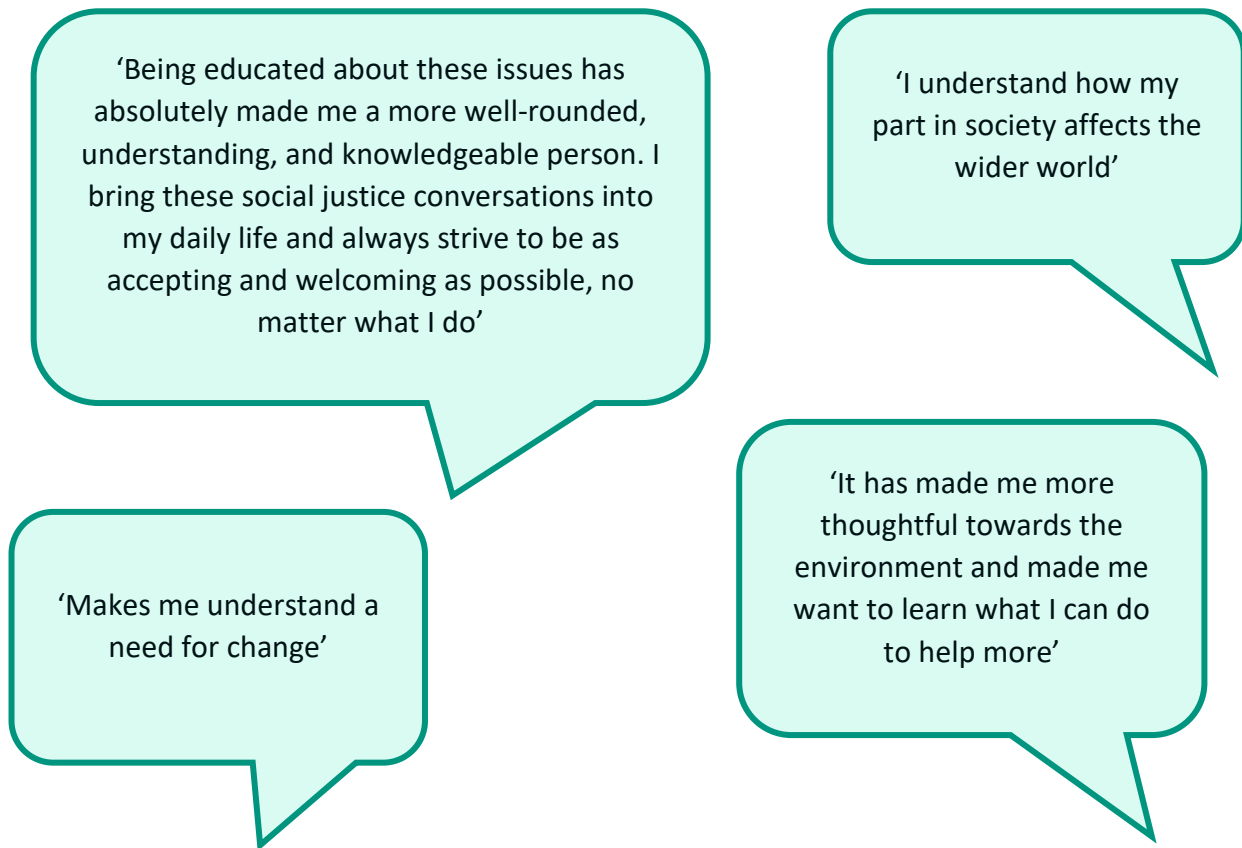 ‘Being educated about these issues has
absolutely made me a more well-rounded,
understanding, and knowledgeable person. I
bring these social justice conversations into
my daily life and always strive to be as
accepting and welcoming as possible, no
matter what I do’
‘I understand how my
part in society affects the
wider world’
‘Makes me understand a
need for change’
‘It has made me more
thoughtful towards the
environment and made me
want to learn what I can do
to help more’